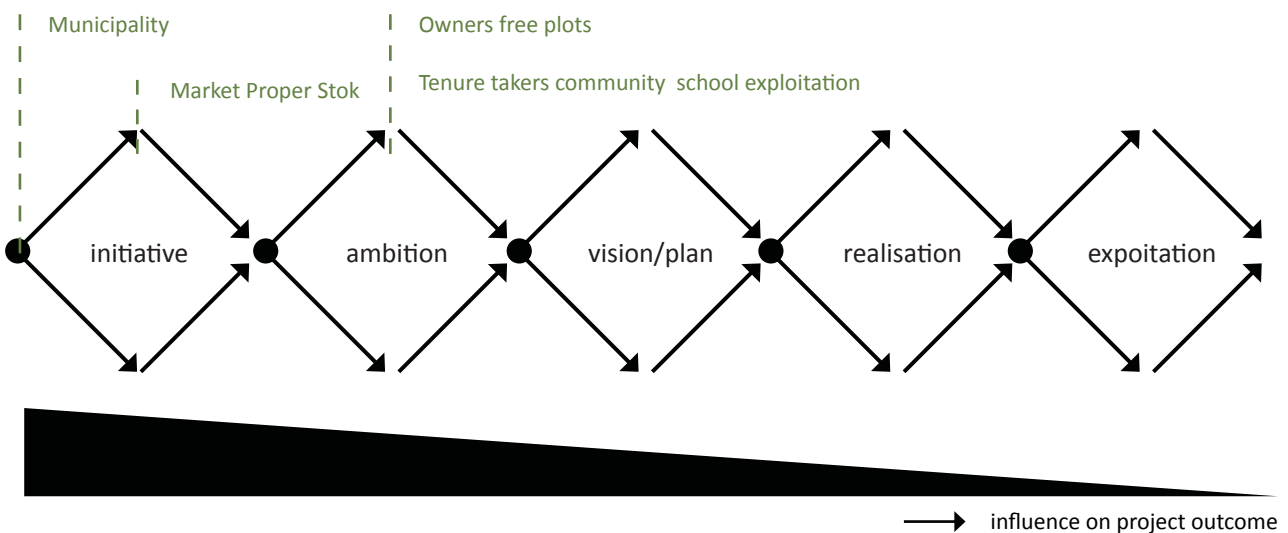 Municipality
Owners free plots
Market Proper Stok
Tenure takers community  school exploitation
initiative
ambition
vision/plan
realisation
expoitation
influence on project outcome